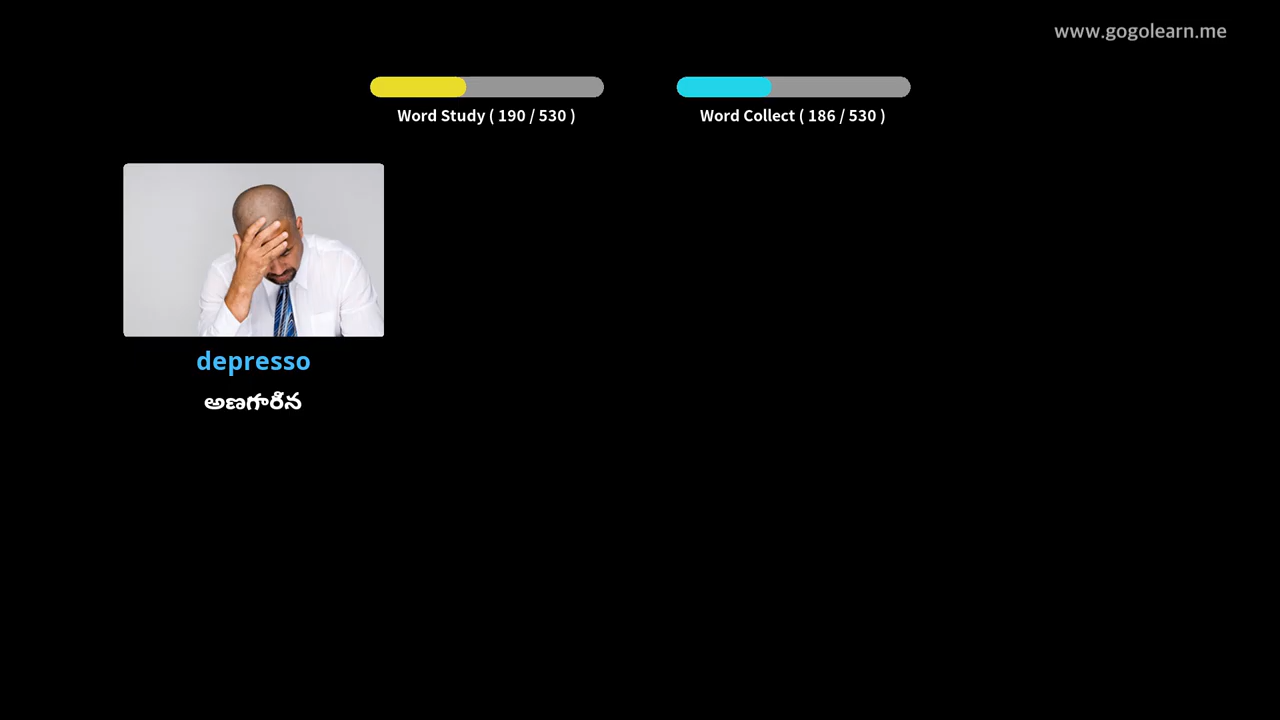 www.gogolearn.me
Word Study ( 190 / 530 )
Word Collect ( 186 / 530 )
depresso
అణగారిన